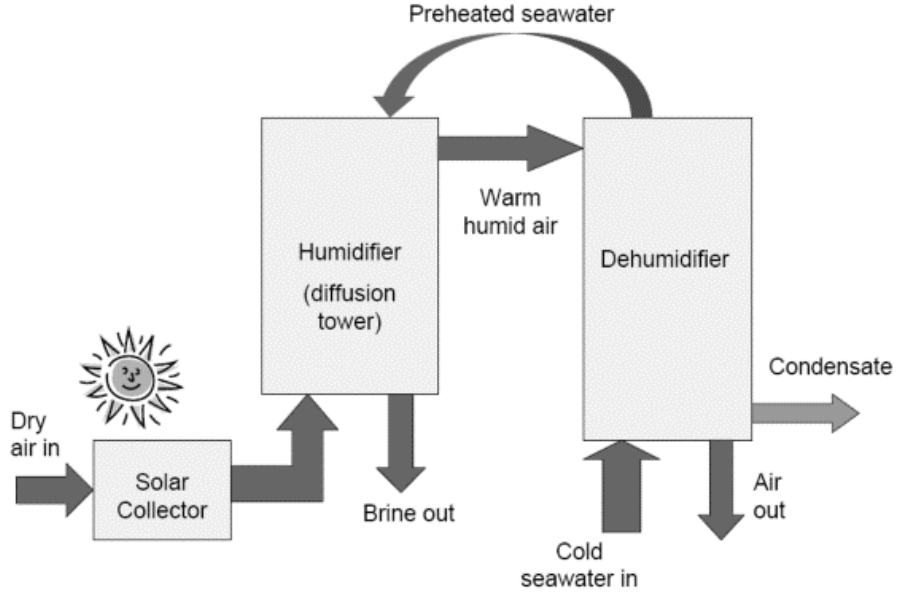 Preheated seawater
Warm
humid air
Humidifier
(diffusion
tower)
Dehumidifier
Condensate
Dry
air in
Solar
Collector
Brine out
Air
out
Cold
seawater in